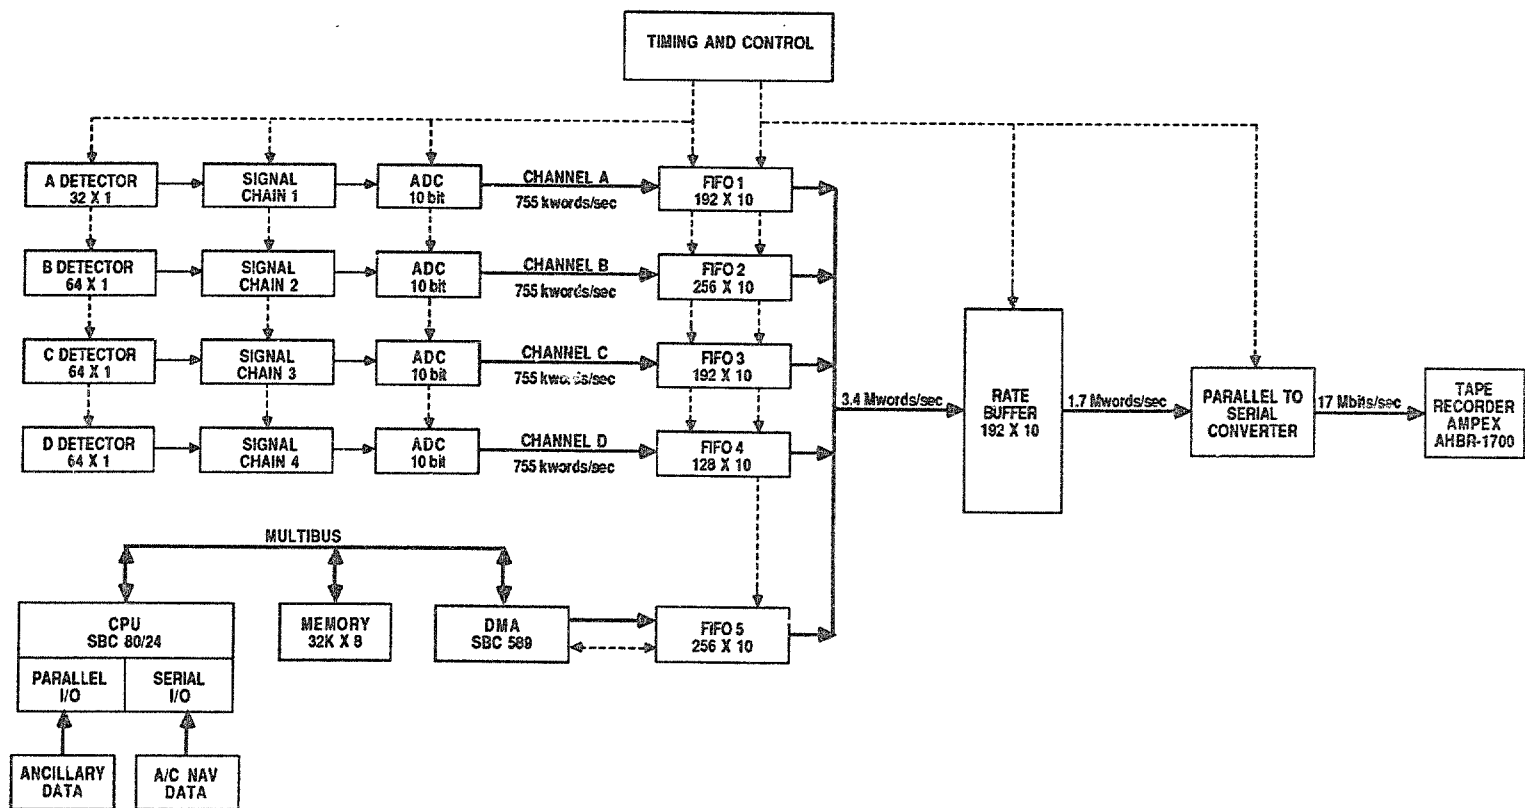 TIMING AND CONTROL
A DETECTOR
32 X 1
SIGNAL
CHAIN 1
ADC
10 bit
CHANNEL A
755 kwords/sec
FIFO 1
192 X 10
B DETECTOR
64 X 1
SIGNAL
CHAIN 2
ADC
10 bit
CHANNEL B
755 kwords/sec
FIFO 2
256 X 10
C DETECTOR
64 X 1
SIGNAL
CHAIN 3
ADC
10 bit
CHANNEL C
755 kwords/sec
FIFO 3
192 X 10
D DETECTOR
64 X 1
SIGNAL
CHAIN 4
ADC
10 bit
CHANNEL D
755 kwords/sec
FIFO 4
128 X 10
3.4 Mwords/sec
RATE
BUFFER
192 X 10
1.7 Mwords/sec
PARALLEL TO
SERIAL
CONVERTER
17 Mbits/sec
TAPE
RECORDER
AMPEX
AHBR-1700
MULTIBUS
CPU
SBC 80/24
PARALLEL
I/O
SERIAL
I/O
MEMORY
32K X 8
DMA
SBC 589
FIFO 5
256 X 10
ANCILLARY
DATA
A/C NAV
DATA